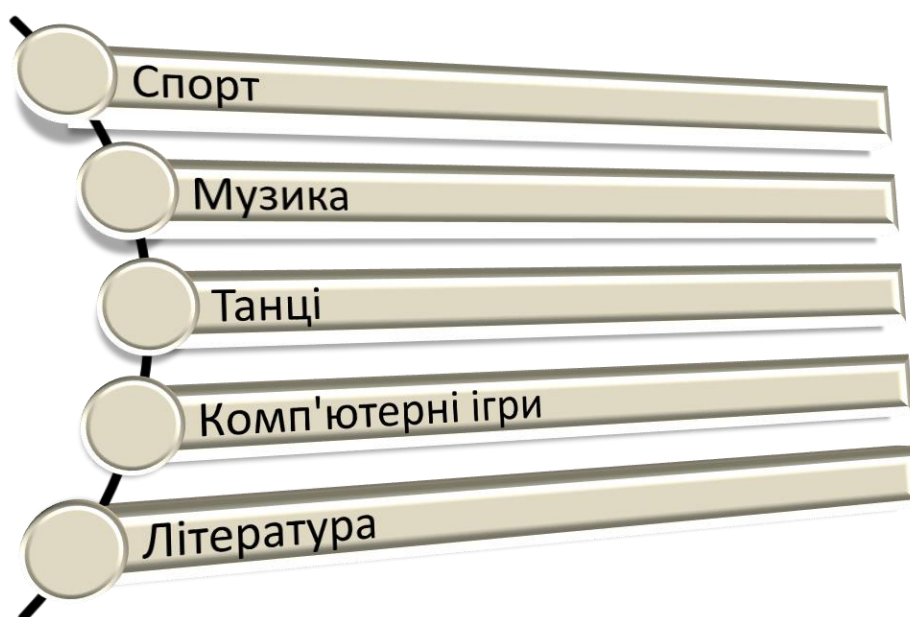 Спорт
Музика
Танці
Комп'ютерні ігри
Література